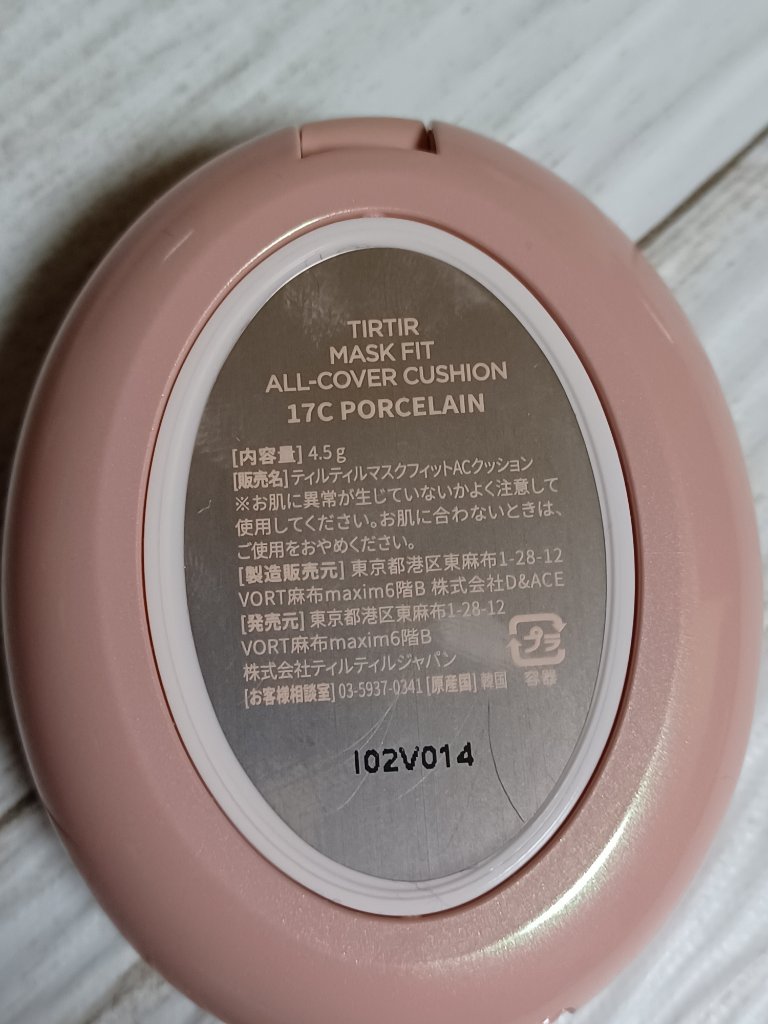 TIRTIR
MASK FIT
ALL-COVER CUSHION
17C PORCELAIN
[内容量] 4.5 g
[販売名] ティルティルマスクフィットACクッション
※お肌に異常が生じていないかよく注意して
使用してください。お肌に合わないときは、
ご使用をおやめください。
[製造販売元] 東京都港区東麻布1-28-12
VORT麻布maxim6階B 株式会社D&ACE
[発売元] 東京都港区東麻布1-28-12
VORT麻布maxim6階B
株式会社ティルティルジャパン
[お客様相談室] 03-5937-0341 [原産国] 韓国
プラ
容器
I02V014